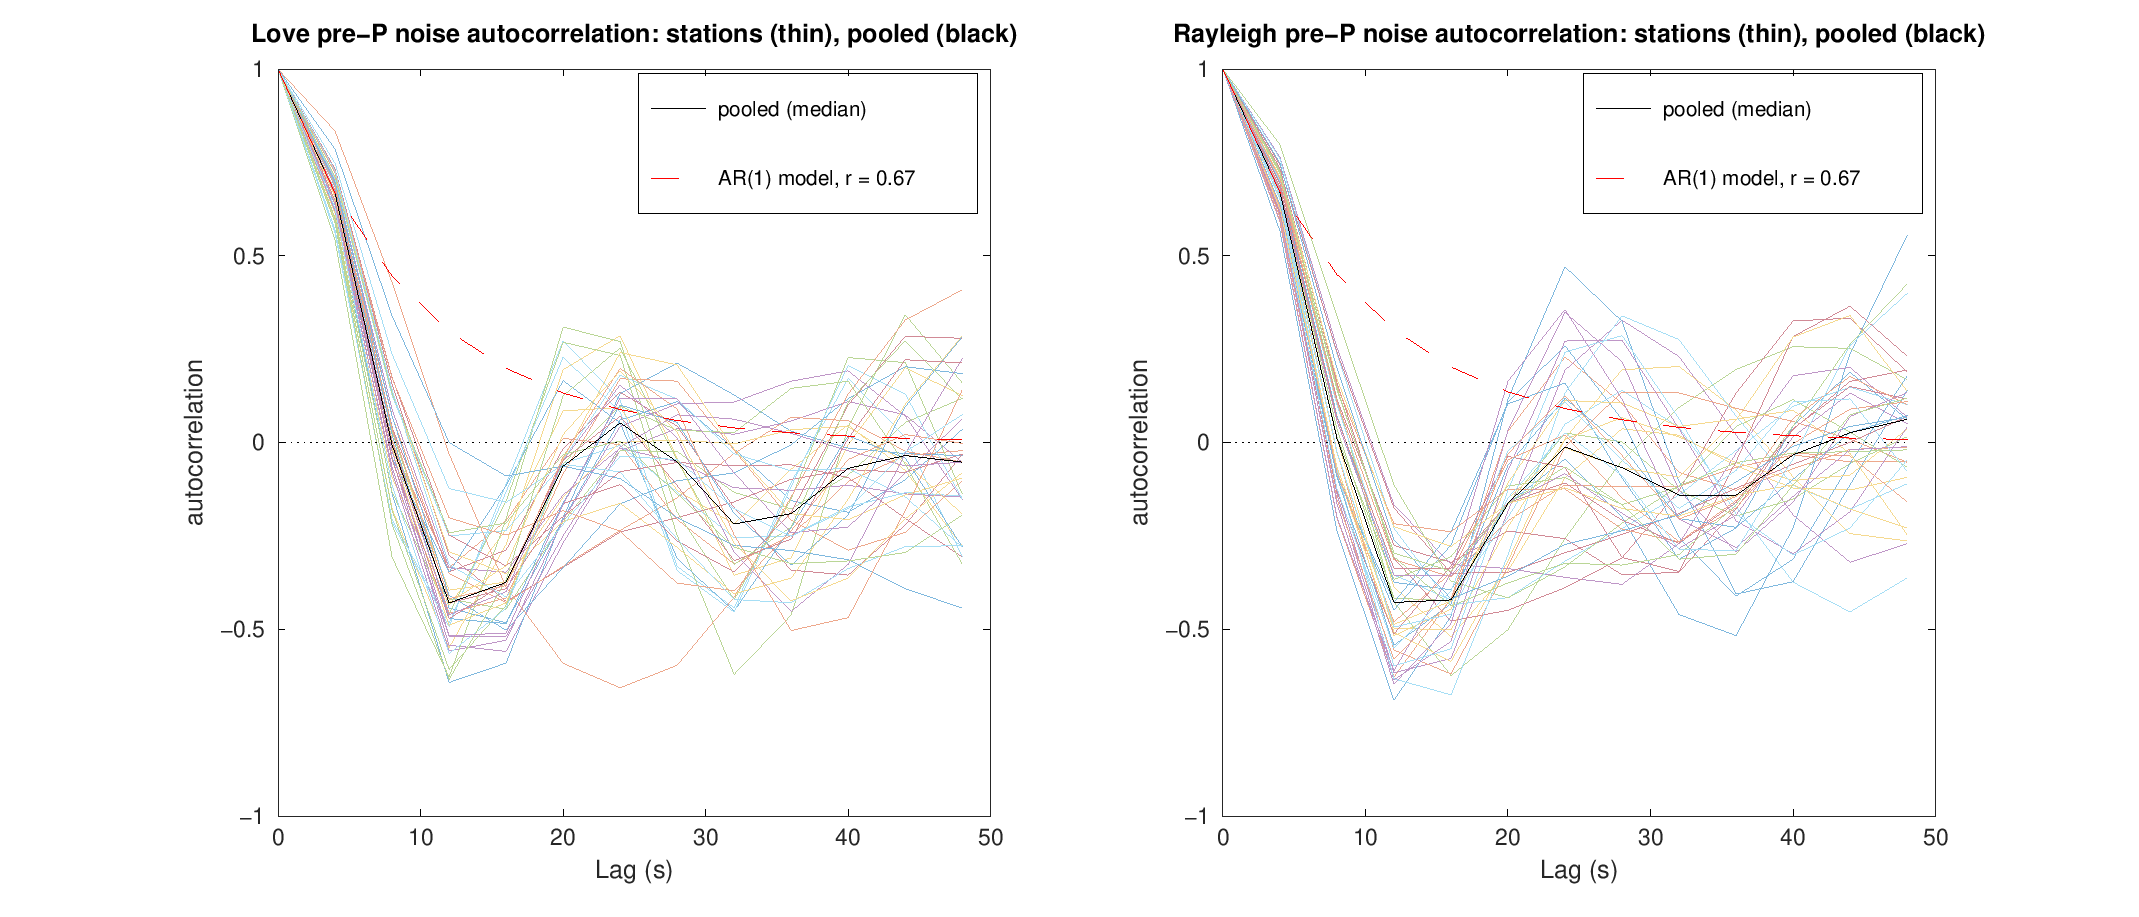 Love pre−P noise autocorrelation: stations (thin), pooled (black)
1
0.5
0
−0.5
−1
0
10
20
30
40
50
autocorrelation
Lag (s)
pooled (median)
AR(1) model, r = 0.67
Rayleigh pre−P noise autocorrelation: stations (thin), pooled (black)
1
0.5
0
−0.5
−1
0
10
20
30
40
50
autocorrelation
Lag (s)
pooled (median)
AR(1) model, r = 0.67